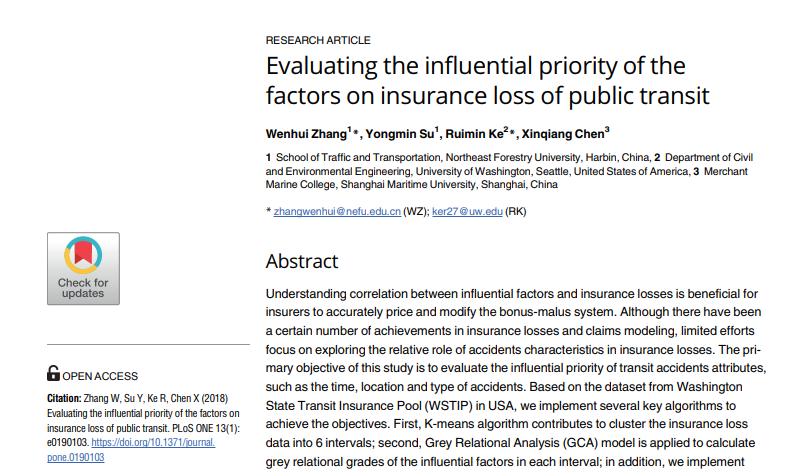 RESEARCH ARTICLE
Evaluating the influential priority of the
factors on insurance loss of public transit
Wenhui Zhang1*, Yongmin Su1, Ruimin Ke2*, Xinqiang Chen3
1 School of Traffic and Transportation, Northeast Forestry University, Harbin, China, 2 Department of Civil
and Environmental Engineering, University of Washington, Seattle, United States of America, 3 Merchant
Marine College, Shanghai Maritime University, Shanghai, China
* zhangwenhui@nefu.edu.cn (WZ); ker27@uw.edu (RK)
Check for
updates
OPEN ACCESS
Citation: Zhang W, Su Y, Ke R, Chen X (2018)
Evaluating the influential priority of the factors on
insurance loss of public transit. PLoS ONE 13(1):
e0190103. https://doi.org/10.1371/journal.
pone.0190103
Abstract
Understanding correlation between influential factors and insurance losses is beneficial for
insurers to accurately price and modify the bonus-malus system. Although there have been
a certain number of achievements in insurance losses and claims modeling, limited efforts
focus on exploring the relative role of accidents characteristics in insurance losses. The pri-
mary objective of this study is to evaluate the influential priority of transit accidents attributes,
such as the time, location and type of accidents. Based on the dataset from Washington
State Transit Insurance Pool (WSTIP) in USA, we implement several key algorithms to
achieve the objectives. First, K-means algorithm contributes to cluster the insurance loss
data into 6 intervals; second, Grey Relational Analysis (GCA) model is applied to calculate
grey relational grades of the influential factors in each interval; in addition, we implement